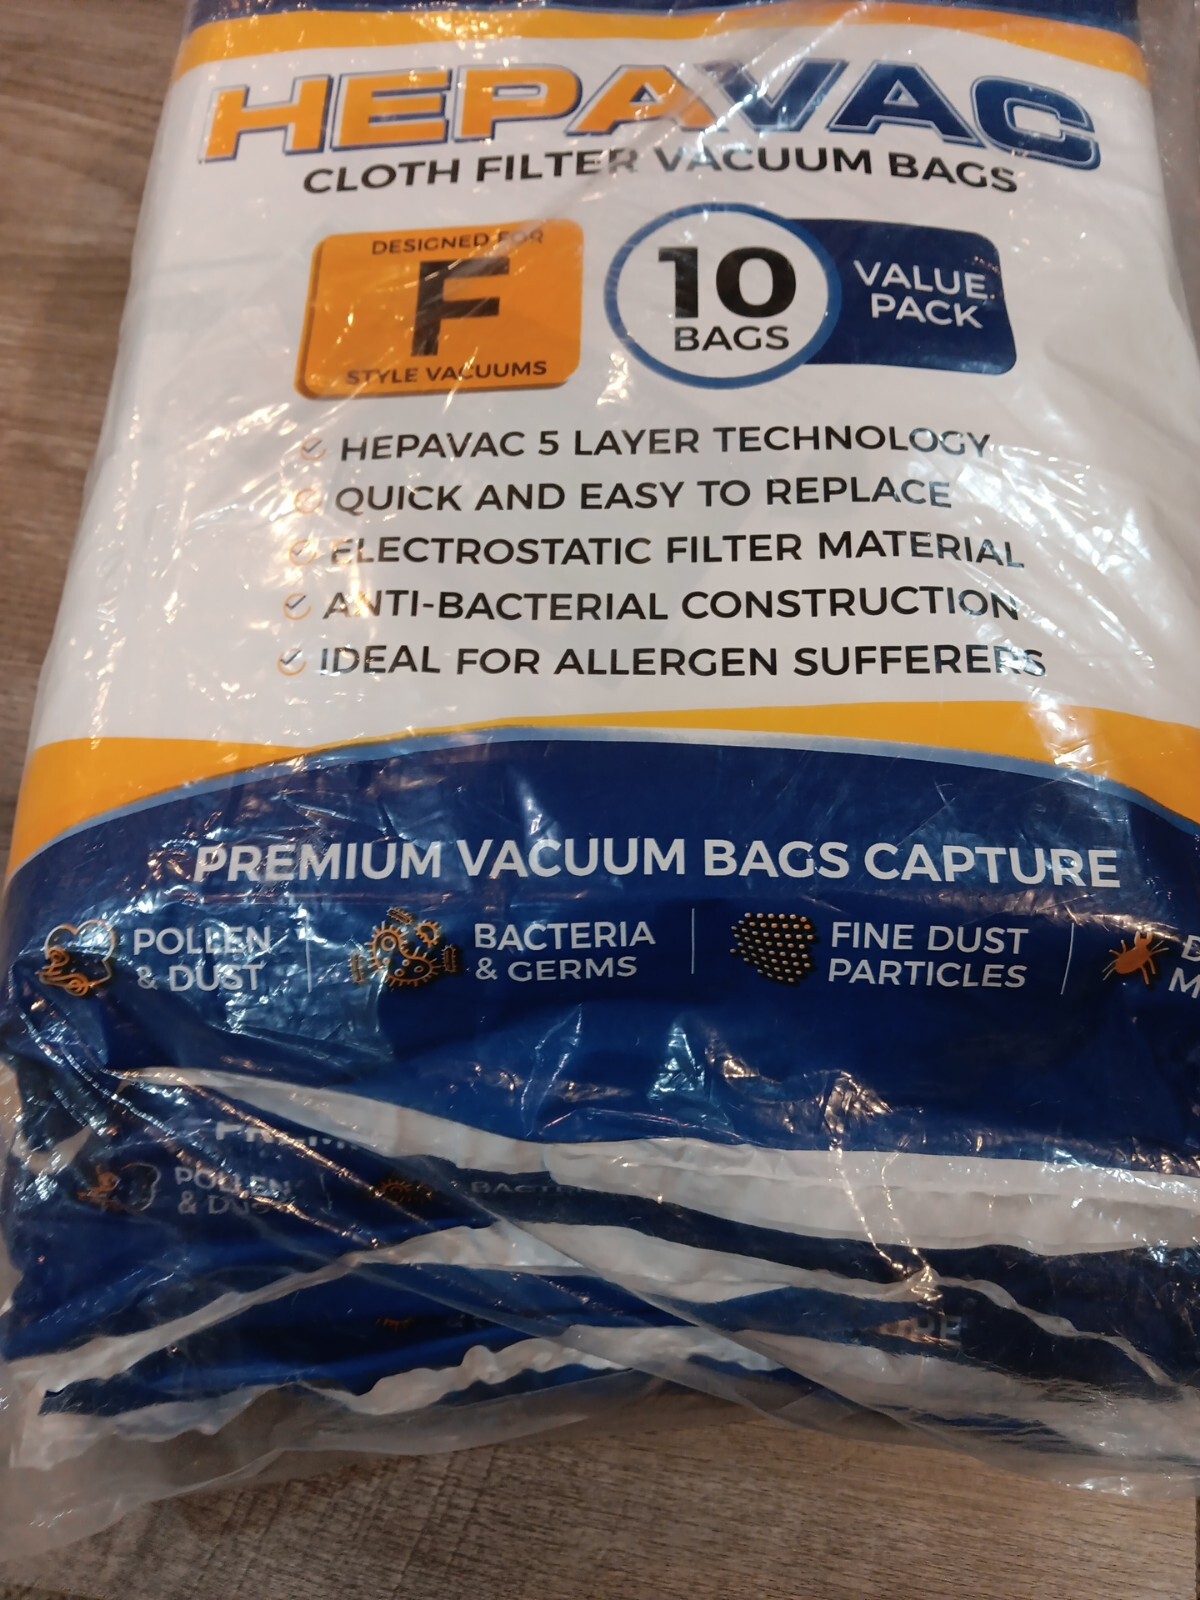 HEPAVAC
CLOTH FILTER VACUUM BAGS
DESIGNED FOR
F
STYLE VACUUMS
10
BAGS
VALUE
PACK
HEPAVAC 5 LAYER TECHNOLOGY
QUICK AND EASY TO REPLACE
ELECTROSTATIC FILTER MATERIAL
ANTI-BACTERIAL CONSTRUCTION
IDEAL FOR ALLERGEN SUFFERERS
PREMIUM VACUUM BAGS CAPTURE
POLLEN
& DUST
BACTERIA
& GERMS
FINE DUST
PARTICLES
POLLEN
& DUST